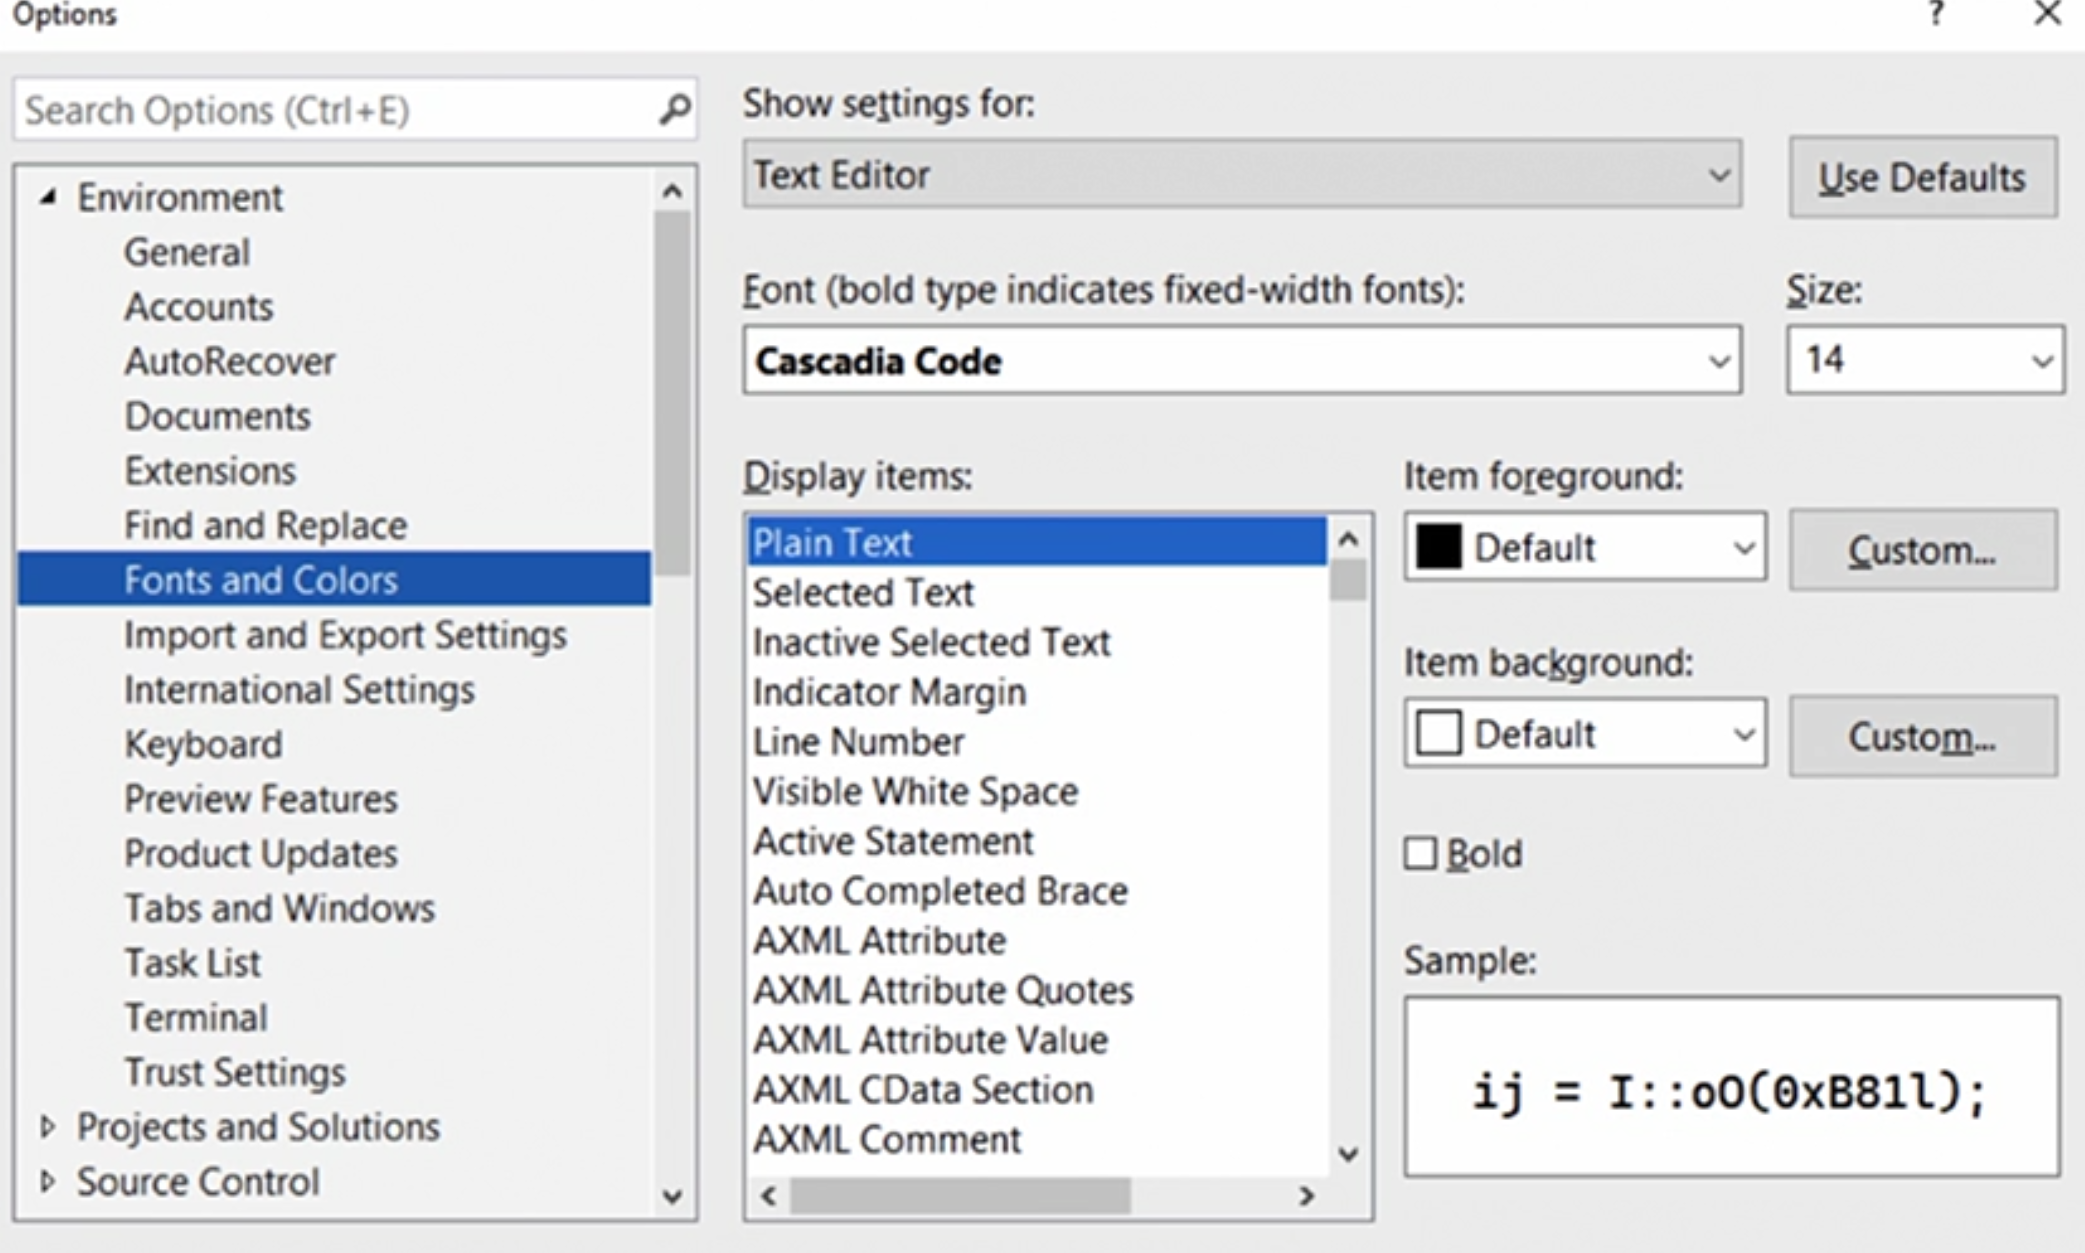 Options
?
Search Options (Ctrl+E)
Environment
General
Accounts
AutoRecover
Documents
Extensions
Find and Replace
Fonts and Colors
Import and Export Settings
International Settings
Keyboard
Preview Features
Product Updates
Tabs and Windows
Task List
Terminal
Trust Settings
Projects and Solutions
Source Control
Show settings for:
Text Editor
Use Defaults
Font (bold type indicates fixed-width fonts):
Size:
Cascadia Code
14
Display items:
Plain Text
Selected Text
Inactive Selected Text
Indicator Margin
Line Number
Visible White Space
Active Statement
Auto Completed Brace
AXML Attribute
AXML Attribute Quotes
AXML Attribute Value
AXML CData Section
AXML Comment
Item foreground:
Default
Custom...
Item background:
Default
Custom...
Bold
Sample:
ij = I::oO(0xB81l);